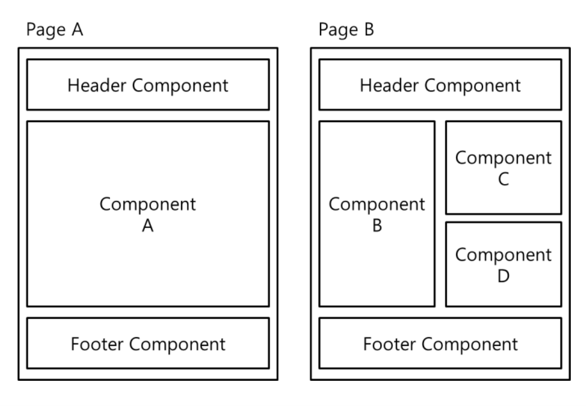 Page A
Header Component
Component
A
Footer Component
Page B
Header Component
Component
B
Component
C
Component
D
Footer Component